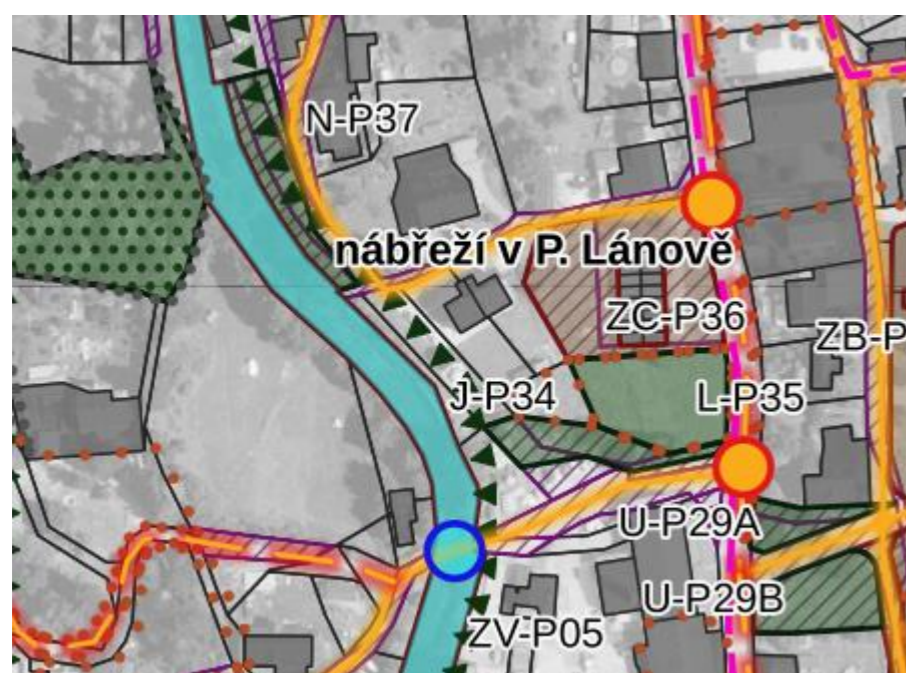 N-P37
nábřeží v P. Lánově
ZC-P36
ZB-P
J-P34
L-P35
U-P29A
U-P29B
ZV-P05